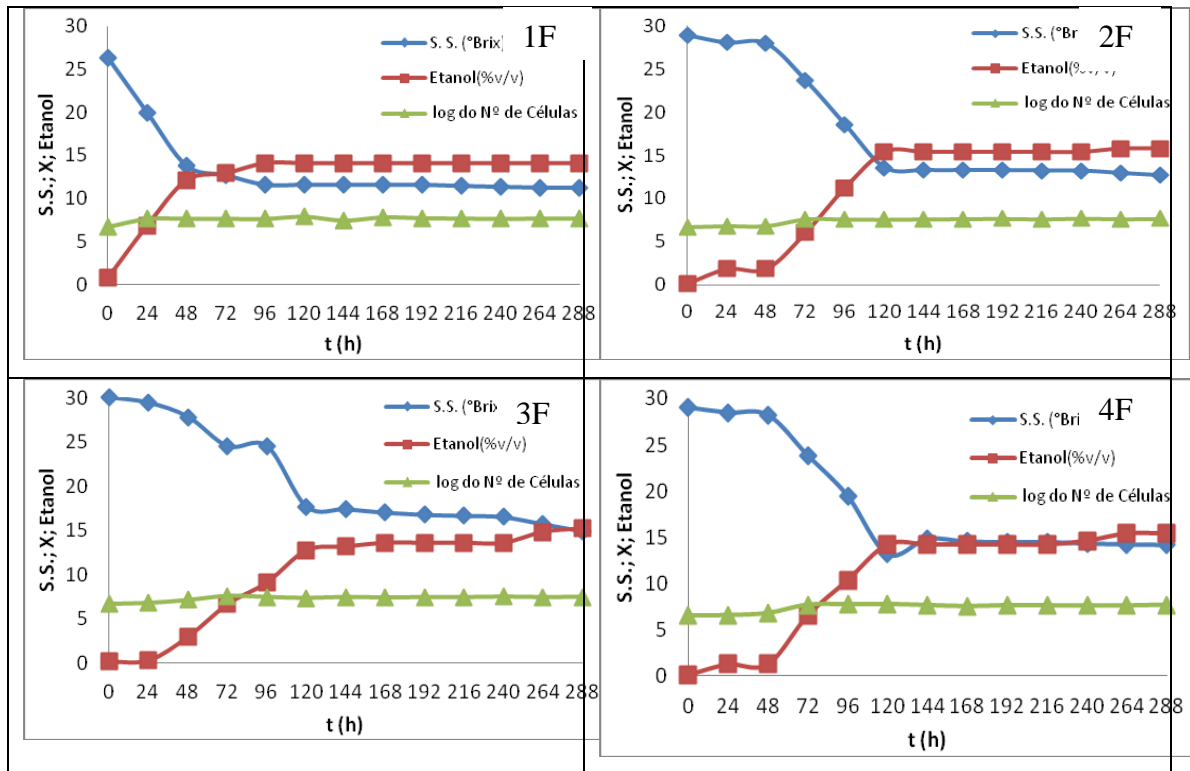 1F
S. S. (°Brix)
Etanol(%v/v)
log do Nº de Células
S.S.; X; Etanol
30
25
20
15
10
5
0
0 24 48 72 96 120 144 168 192 216 240 264 288
t (h)
2F
S.S. (°Br
Etanol(%v/v)
log do Nº de Células
S.S.; X; Etanol
30
25
20
15
10
5
0
0 24 48 72 96 120 144 168 192 216 240 264 288
t (h)
3F
S.S. (°Brix
Etanol(%v/v)
log do Nº de Células
S.S.; X; Etanol
30
25
20
15
10
5
0
0 24 48 72 96 120 144 168 192 216 240 264 288
t (h)
4F
S.S. (°Bri
Etanol(%v/v)
log do Nº de Células
S.S.; X; Etanol
30
25
20
15
10
5
0
0 24 48 72 96 120 144 168 192 216 240 264 288
t (h)